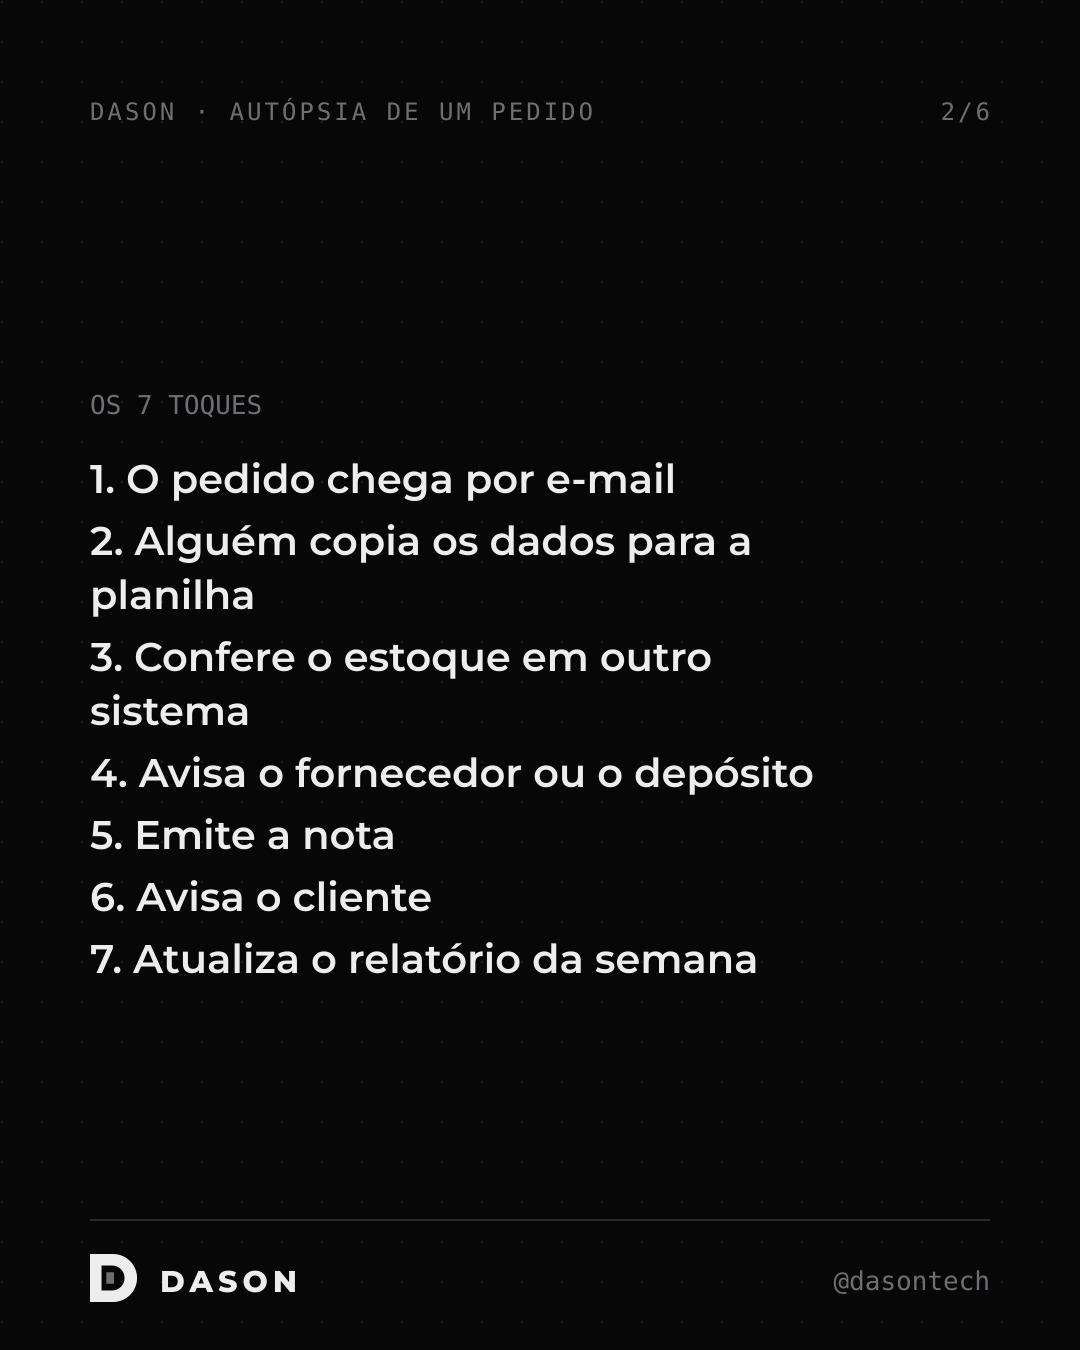 DASON · AUTÓPSIA DE UM PEDIDO
2/6
OS 7 TOQUES
1. O pedido chega por e-mail
2. Alguém copia os dados para a
planilha
3. Confere o estoque em outro
sistema
4. Avisa o fornecedor ou o depósito
5. Emite a nota
6. Avisa o cliente
7. Atualiza o relatório da semana
DASON
@dasontech